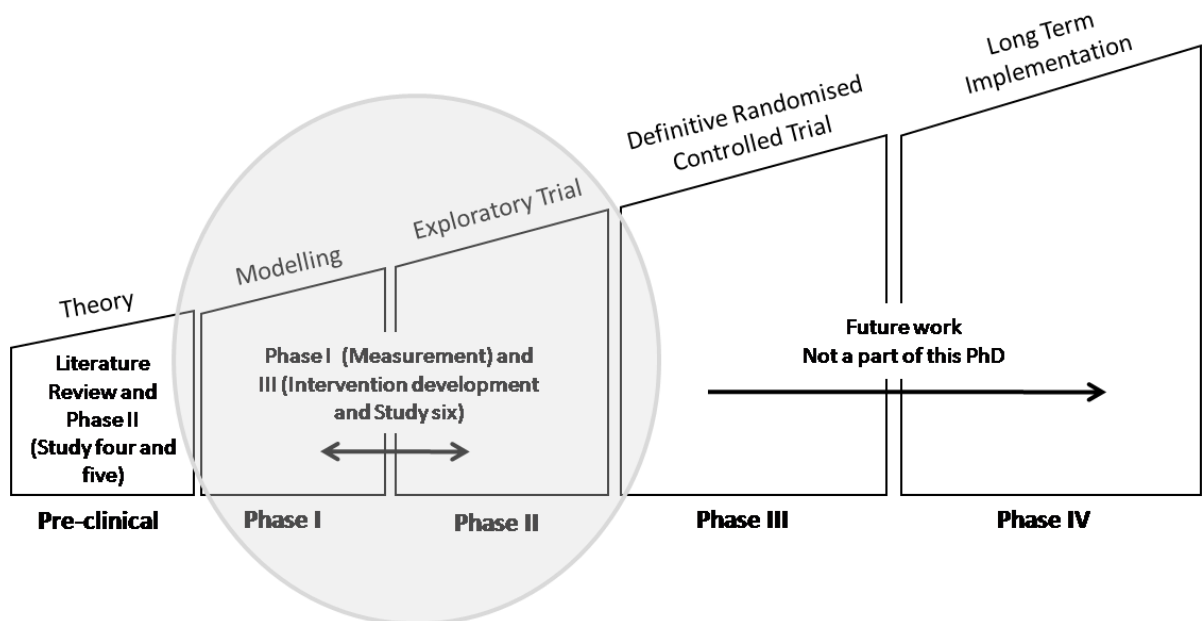 Theory
Modelling
Exploratory Trial
Definitive Randomised
Controlled Trial
Long Term
Implementation
Literature
Review and
Phase II
(Study four and
five)
Phase I (Measurement) and
III (Intervention development
and Study six)
Future work
Not a part of this PhD
Pre-clinical
Phase I
Phase II
Phase III
Phase IV